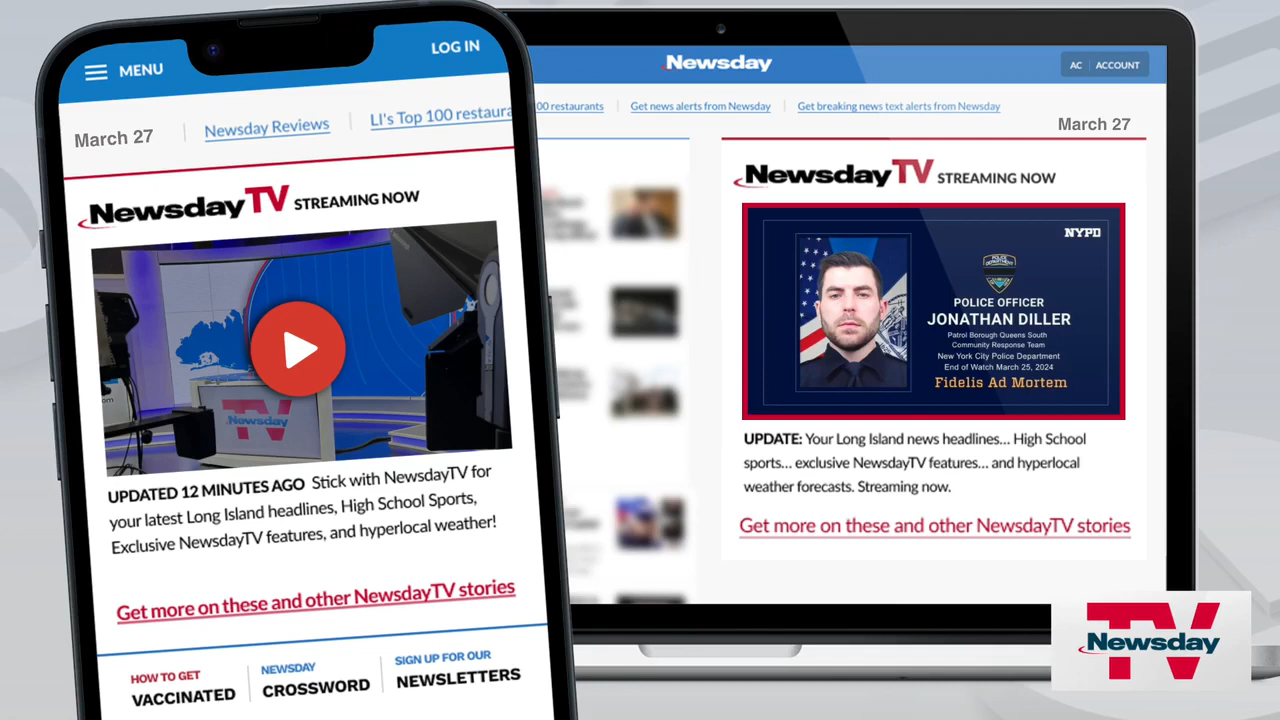 MENU
LOG IN
March 27
Newsday Reviews
LI's Top 100 restaura
NewsdayTV STREAMING NOW
Newsday
UPDATED 12 MINUTES AGO Stick with NewsdayTV for
your latest Long Island headlines, High School Sports,
Exclusive NewsdayTV features, and hyperlocal weather!
Get more on these and other NewsdayTV stories
HOW TO GET
VACCINATED
NEWSDAY
CROSSWORD
SIGN UP FOR OUR
NEWSLETTERS
Newsday
AC
ACCOUNT
00 restaurants
Get news alerts from Newsday
Get breaking news text alerts from Newsday
March 27
NewsdayTV STREAMING NOW
NYPD
POLICE OFFICER
JONATHAN DILLER
Patrol Borough Queens South
Community Response Team
New York City Police Department
End of Watch March 25, 2024
Fidelis Ad Mortem
UPDATE: Your Long Island news headlines... High School
sports... exclusive NewsdayTV features... and hyperlocal
weather forecasts. Streaming now.
Get more on these and other NewsdayTV stories
TV
Newsday